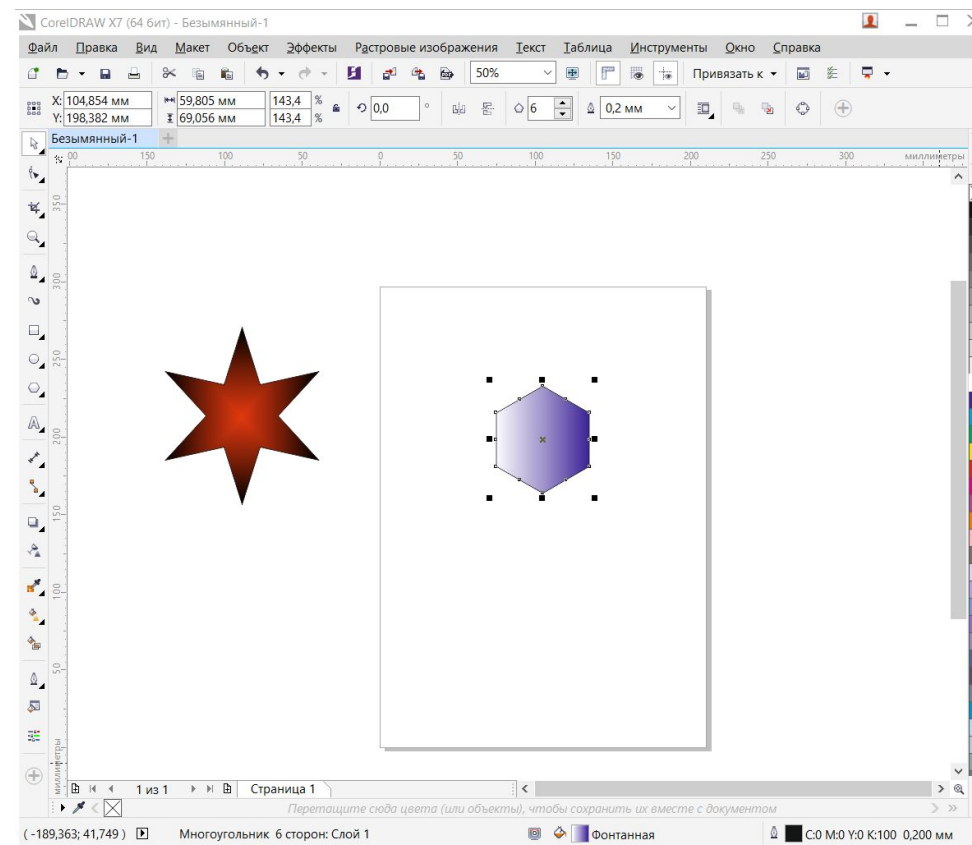 CorelDRAW X7 (64 бит) - Безымянный-1
Файл Правка Вид Макет Объект Эффекты Растровые изображения Текст Таблица Инструменты Окно Справка
50% Привязать к
X: 104,854 мм 59,805 мм 143,4 % 0,0 ° 6 0,2 мм
Y: 198,382 мм 69,056 мм 143,4 %
Безымянный-1
00 150 100 50 0 50 100 150 200 250 300 миллиметры
350
300
250
200
150
100
50
миллиметры
1 из 1 Страница 1
Перетащите сюда цвета (или объекты), чтобы сохранить их вместе с документом
( -189,363; 41,749 ) Многоугольник 6 сторон: Слой 1 Фонтанная C:0 M:0 Y:0 K:100 0,200 мм